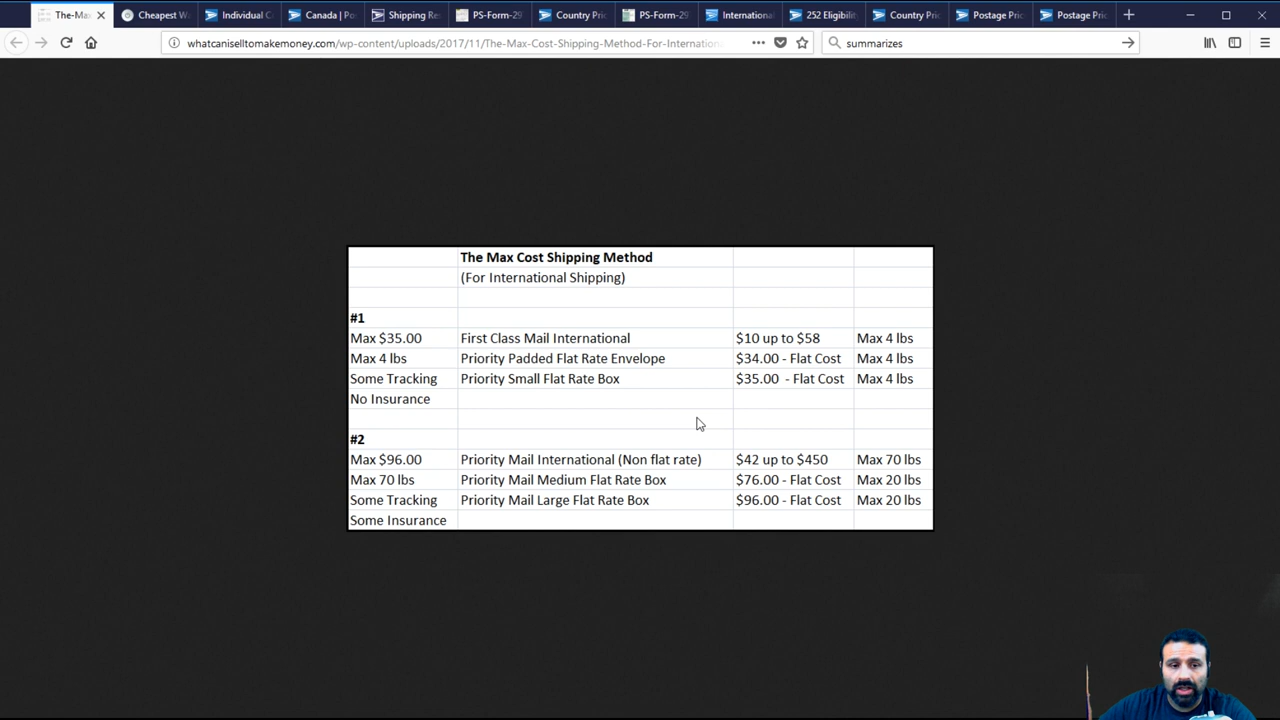 The-Max
Cheapest W
Individual C
Canada | Po
Shipping Re
PS-Form-29
Country Pri
PS-Form-29
International
252 Eligibility
Country Pri
Postage Pric
Postage Pric
whatcaniselltomakemoney.com/wp-content/uploads/2017/11/The-Max-Cost-Shipping-Method-For-Internationa
summarizes
The Max Cost Shipping Method
(For International Shipping)
#1
Max $35.00 First Class Mail International $10 up to $58 Max 4 lbs
Max 4 lbs Priority Padded Flat Rate Envelope $34.00 - Flat Cost Max 4 lbs
Some Tracking Priority Small Flat Rate Box $35.00 - Flat Cost Max 4 lbs
No Insurance
#2
Max $96.00 Priority Mail International (Non flat rate) $42 up to $450 Max 70 lbs
Max 70 lbs Priority Mail Medium Flat Rate Box $76.00 - Flat Cost Max 20 lbs
Some Tracking Priority Mail Large Flat Rate Box $96.00 - Flat Cost Max 20 lbs
Some Insurance